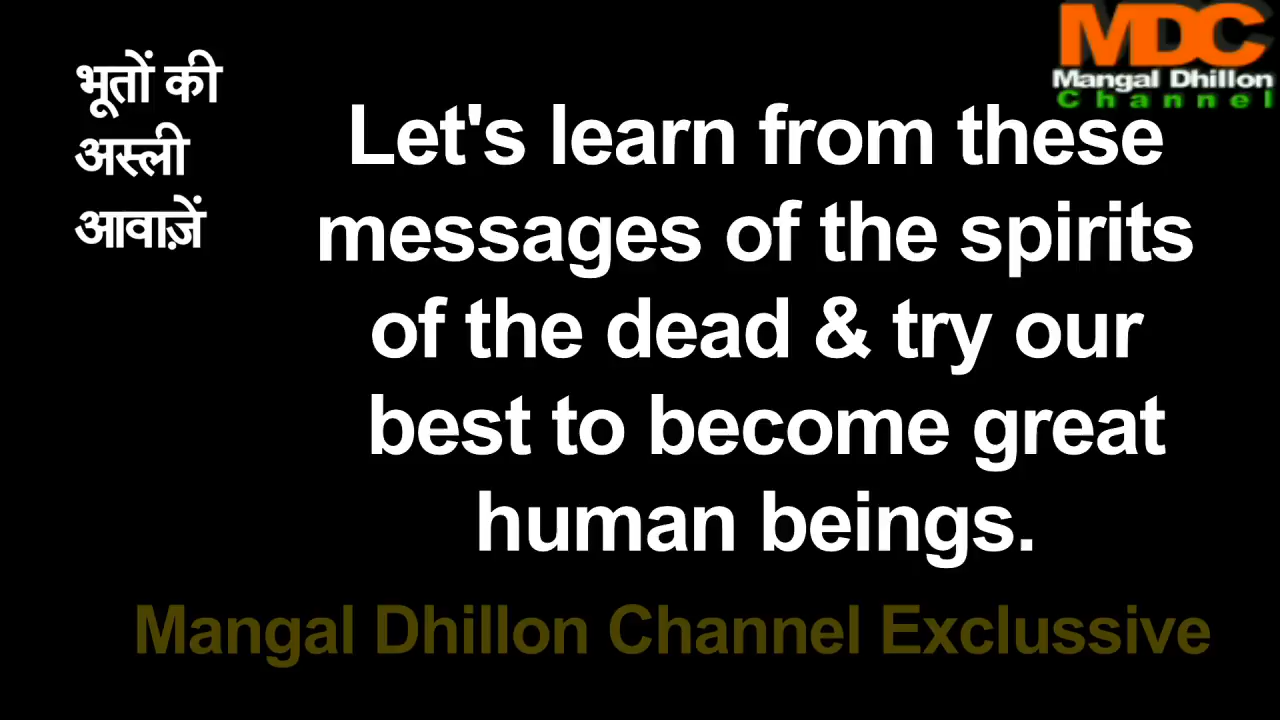 भूतों की
अस्ली
आवाज़ें
MDC
Mangal Dhillon
Channel
Let's learn from these
messages of the spirits
of the dead & try our
best to become great
human beings.
Mangal Dhillon Channel Exclussive